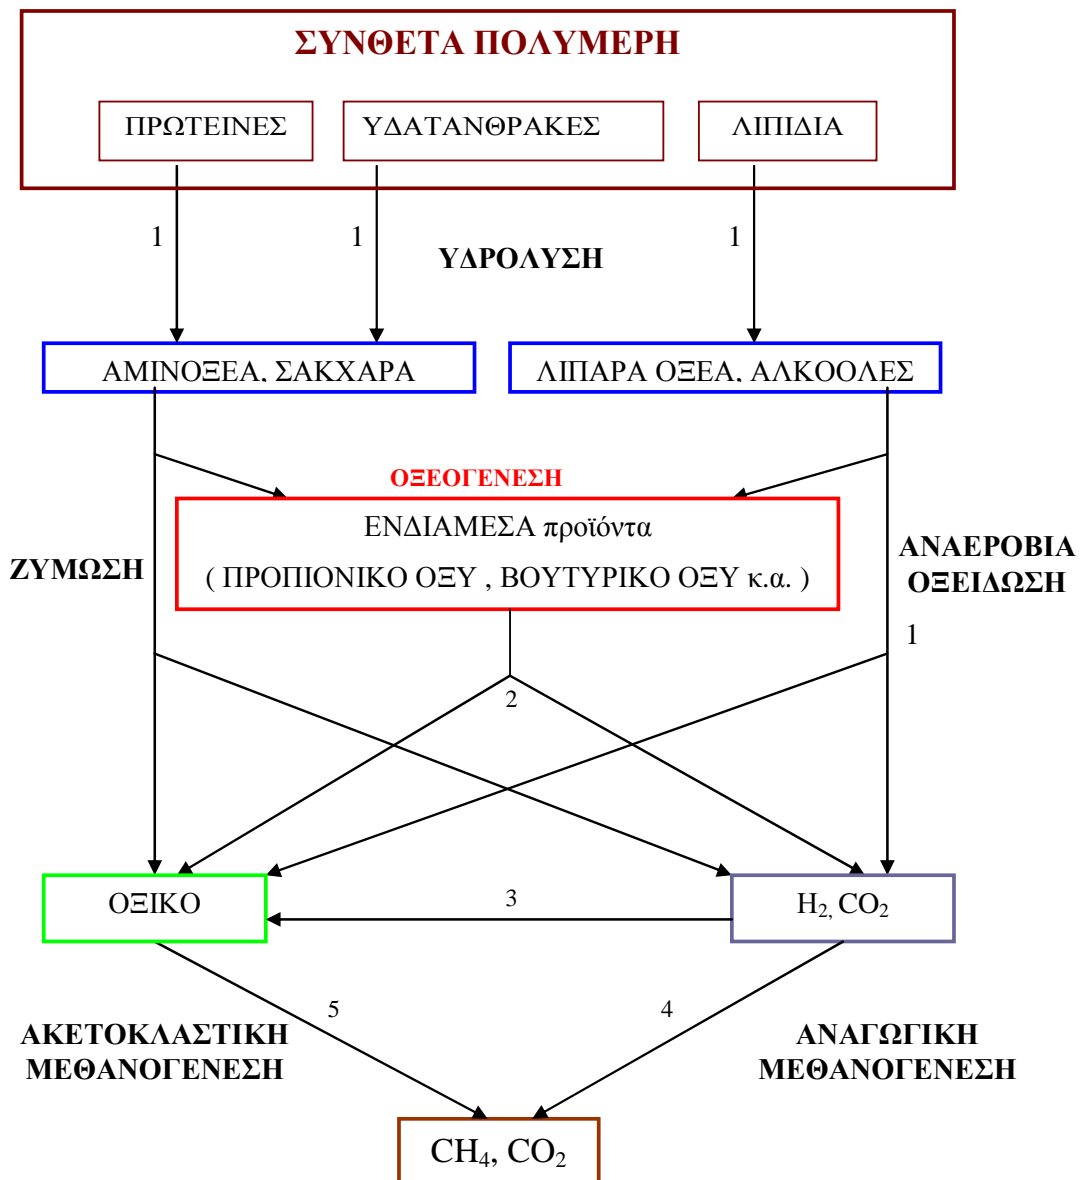 ΣΥΝΘΕΤΑ ΠΟΛΥΜΕΡΗ
ΠΡΩΤΕΙΝΕΣ
ΥΔΑΤΑΝΘΡΑΚΕΣ
ΛΙΠΙΔΙΑ
1
1
1
ΥΔΡΟΛΥΣΗ
ΑΜΙΝΟΞΕΑ, ΣΑΚΧΑΡΑ
ΛΙΠΑΡΑ ΟΞΕΑ, ΑΛΚΟΟΛΕΣ
ΟΞΕΟΓΕΝΕΣΗ
ΕΝΔΙΑΜΕΣΑ προϊόντα
( ΠΡΟΠΙΟΝΙΚΟ ΟΞΥ , ΒΟΥΤΥΡΙΚΟ ΟΞΥ κ.α. )
ΖΥΜΩΣΗ
ΑΝΑΕΡΟΒΙΑ
ΟΞΕΙΔΩΣΗ
1
2
ΟΞΙΚΟ
3
H₂, CO₂
5
4
ΑΚΕΤΟΚΛΑΣΤΙΚΗ
ΜΕΘΑΝΟΓΕΝΕΣΗ
ΑΝΑΓΩΓΙΚΗ
ΜΕΘΑΝΟΓΕΝΕΣΗ
CH₄, CO₂